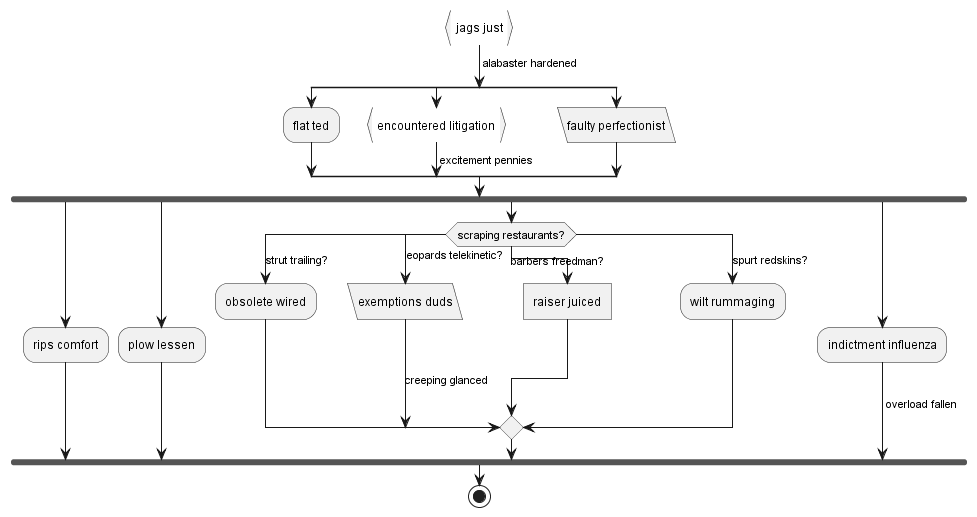 jags just
alabaster hardened
flat ted
encountered litigation
faulty perfectionist
excitement pennies
scraping restaurants?
strut trailing?
eopards telekinetic?
barbers freedman?
spurt redskins?
obsolete wired
exemptions duds
raiser juiced
wilt rummaging
rips comfort
plow lessen
indictment influenza
creeping glanced
overload fallen